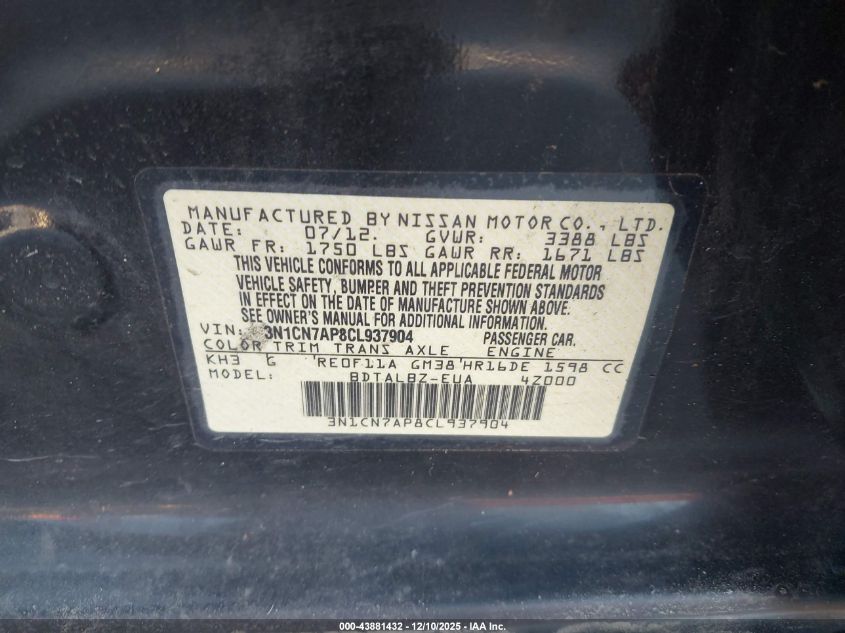 MANUFACTURED BY NISSAN MOTOR CO., LTD.
DATE: 07/12. GVWR: 3388 LBS
GAWR FR: 1750 LBS GAWR RR: 1671 LBS
THIS VEHICLE CONFORMS TO ALL APPLICABLE FEDERAL MOTOR
VEHICLE SAFETY, BUMPER AND THEFT PREVENTION STANDARDS
IN EFFECT ON THE DATE OF MANUFACTURE SHOWN ABOVE.
SEE OWNER'S MANUAL FOR ADDITIONAL INFORMATION.
VIN: 3N1CN7AP8CL937904 PASSENGER CAR.
COLOR TRIM TRANS AXLE ENGINE
KH3 G RE0F11A GM38 HR16DE 1598 CC
MODEL: BDTALBZ-EUA 4Z000
3N1CN7AP8CL937904
000-43881432 - 12/10/2025 - IAA Inc.